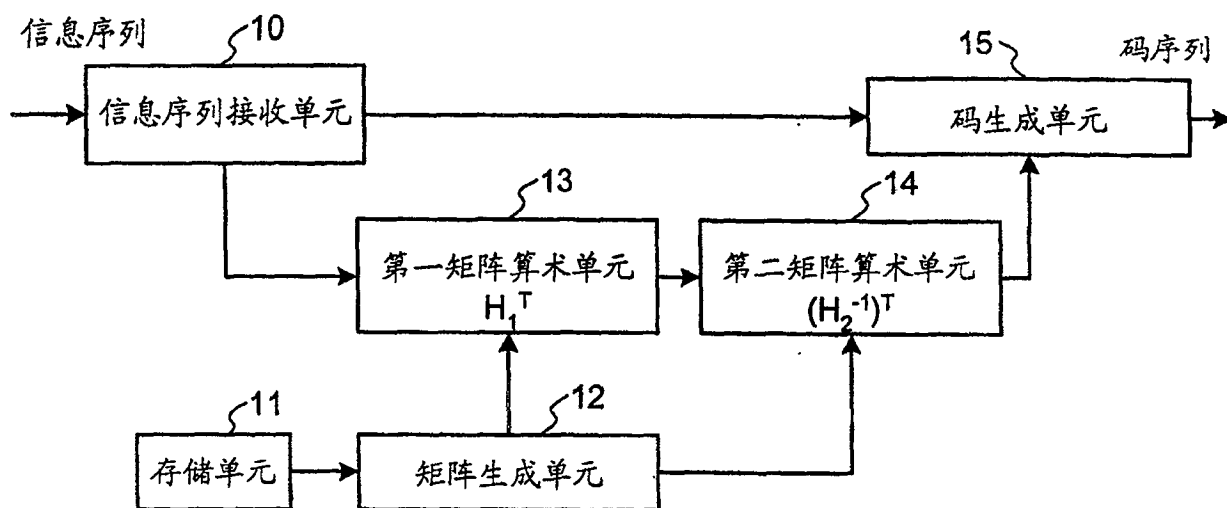 信息序列
10
信息序列接收单元
15
码序列
码生成单元
13
第一矩阵算术单元
H₁ᵀ
14
第二矩阵算术单元
(H₂⁻¹)ᵀ
11
存储单元
12
矩阵生成单元